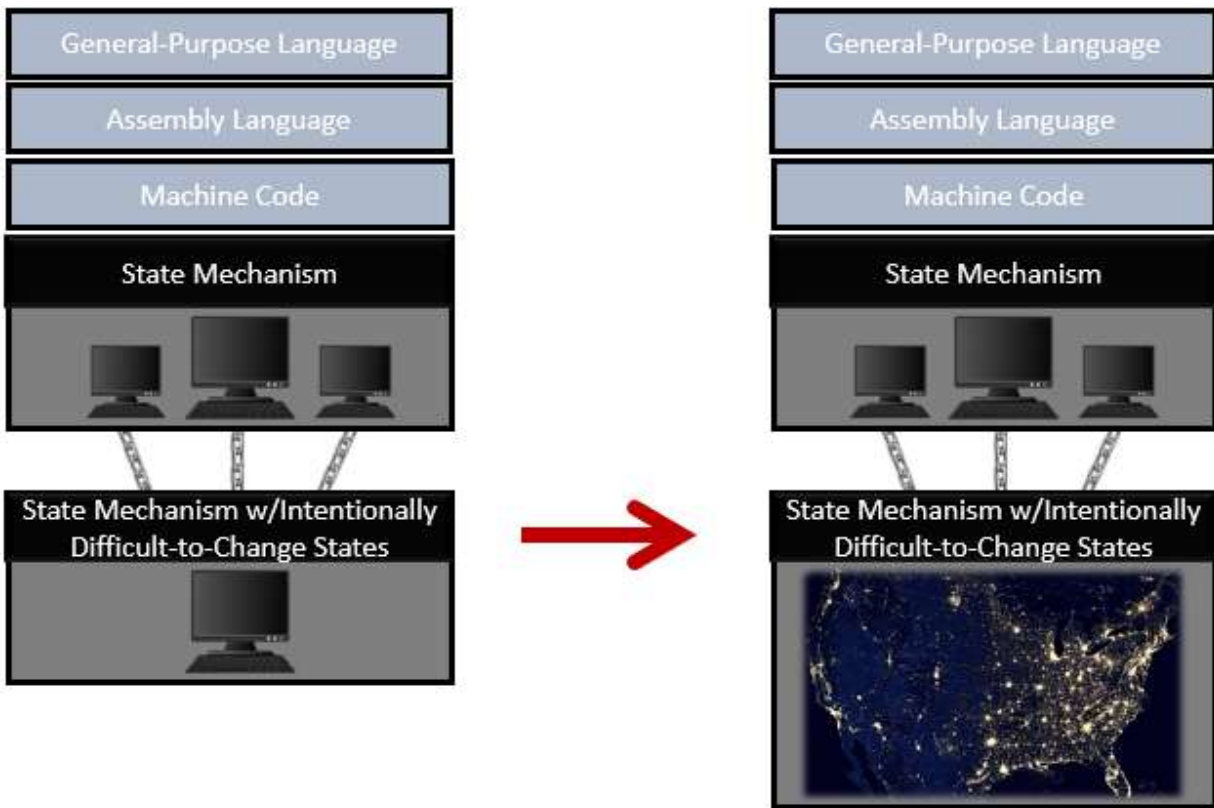 General-Purpose Language
Assembly Language
Machine Code
State Mechanism
State Mechanism w/Intentionally
Difficult-to-Change States
General-Purpose Language
Assembly Language
Machine Code
State Mechanism
State Mechanism w/Intentionally
Difficult-to-Change States